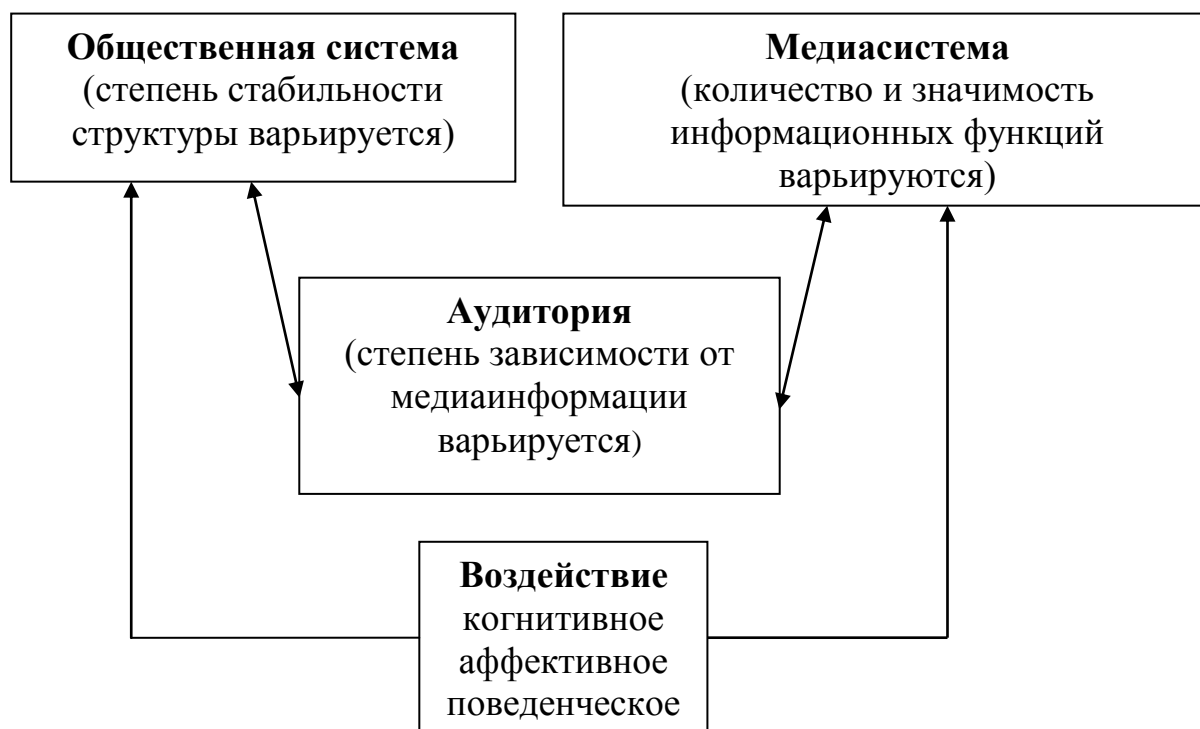 Общественная система
(степень стабильности
структуры варьируется)
Медиасистема
(количество и значимость
информационных функций
варьируются)
Аудитория
(степень зависимости от
медиаинформации
варьируется)
Воздействие
когнитивное
аффективное
поведенческое